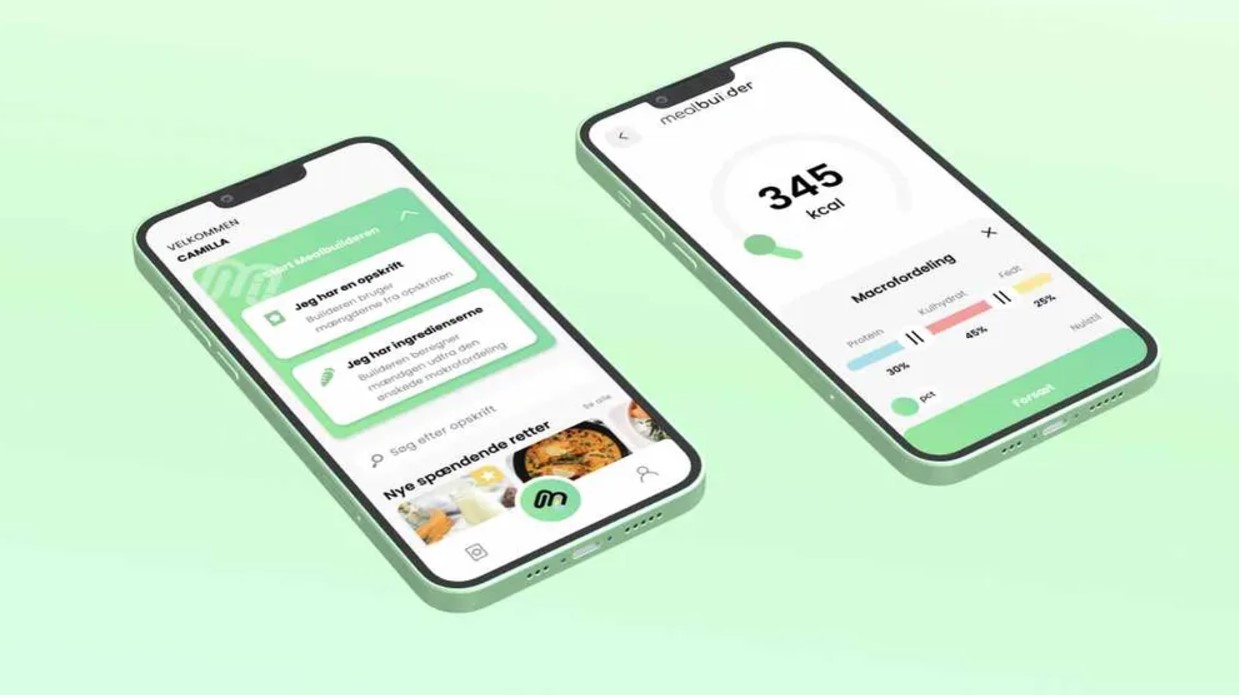 VELKOMMEN
CAMILLA
Start Mealbuilderen
Jeg har en opskrift
Builderen bruger
mængderne fra opskriften
Jeg har ingredienserne
Builderen beregner
mændgen udfra den
ønskede makrofordeling
Søg efter opskrift
Nye spændende retter
Se alle
mealbuilder
345
kcal
Macrofordeling
Protein
Kulhydrat
Fedt
30%
45%
25%
pct
Nulstil
Forsæt